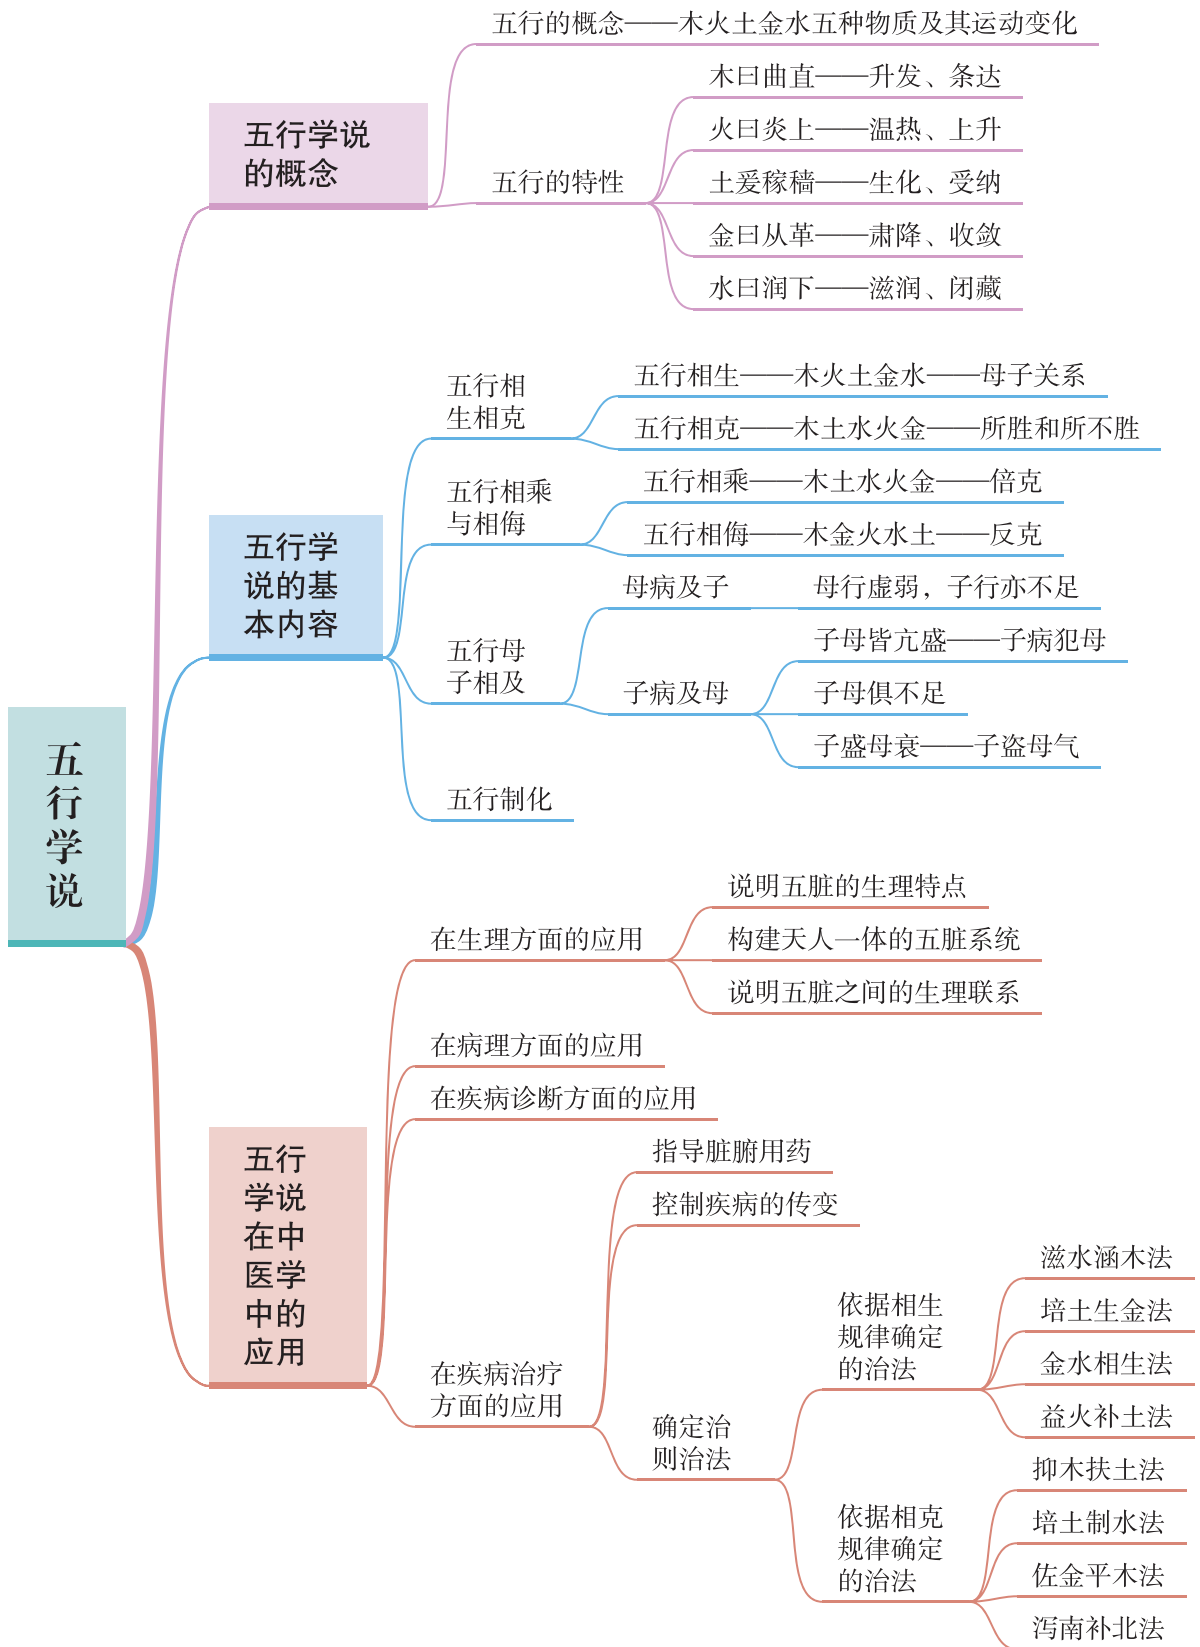 五行学说
五行学说
的概念
五行的概念——木火土金水五种物质及其运动变化
五行的特性
木曰曲直——升发、条达
火曰炎上——温热、上升
土爰稼穑——生化、受纳
金曰从革——肃降、收敛
水曰润下——滋润、闭藏
五行学
说的基
本内容
五行相
生相克
五行相生——木火土金水——母子关系
五行相克——木土水火金——所胜和所不胜
五行相乘
与相侮
五行相乘——木土水火金——倍克
五行相侮——木金火水土——反克
五行母
子相及
母病及子
母行虚弱，子行亦不足
子病及母
子母皆亢盛——子病犯母
子母俱不足
子盛母衰——子盗母气
五行制化
五行
学说
在中
医学
中的
应用
在生理方面的应用
说明五脏的生理特点
构建天人一体的五脏系统
说明五脏之间的生理联系
在病理方面的应用
在疾病诊断方面的应用
在疾病治疗
方面的应用
指导脏腑用药
控制疾病的传变
确定治
则治法
依据相生
规律确定
的治法
滋水涵木法
培土生金法
金水相生法
益火补土法
依据相克
规律确定
的治法
抑木扶土法
培土制水法
佐金平木法
泻南补北法